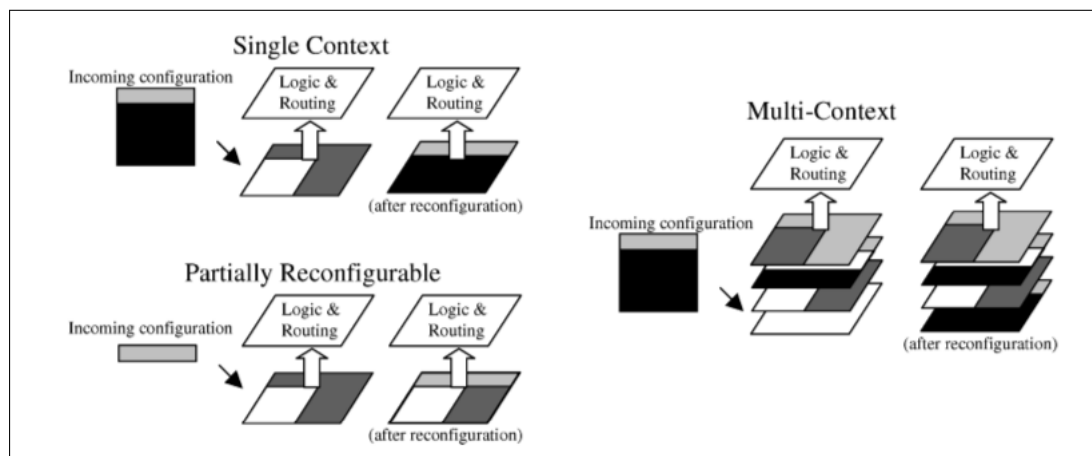 Single Context
Incoming configuration
Logic &
Routing
Logic &
Routing
(after reconfiguration)
Partially Reconfigurable
Incoming configuration
Logic &
Routing
Logic &
Routing
(after reconfiguration)
Multi-Context
Incoming configuration
Logic &
Routing
Logic &
Routing
(after reconfiguration)